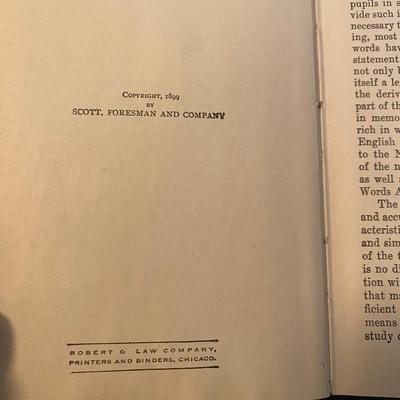 COPYRIGHT, 1899
BY
SCOTT, FORESMAN AND COMPANY
ROBERT O LAW COMPANY,
PRINTERS AND BINDERS, CHICAGO.
pupils in s
vide such i
necessary t
ing, most
words hav
statement
not only b
itself a le
the deriv
part of th
in memo
rich in w
English
to the N
of the n
as well a
Words A
The
and accu
acteristi
and sim
of the t
is no di
tion wi
that ma
ficient
means
study o